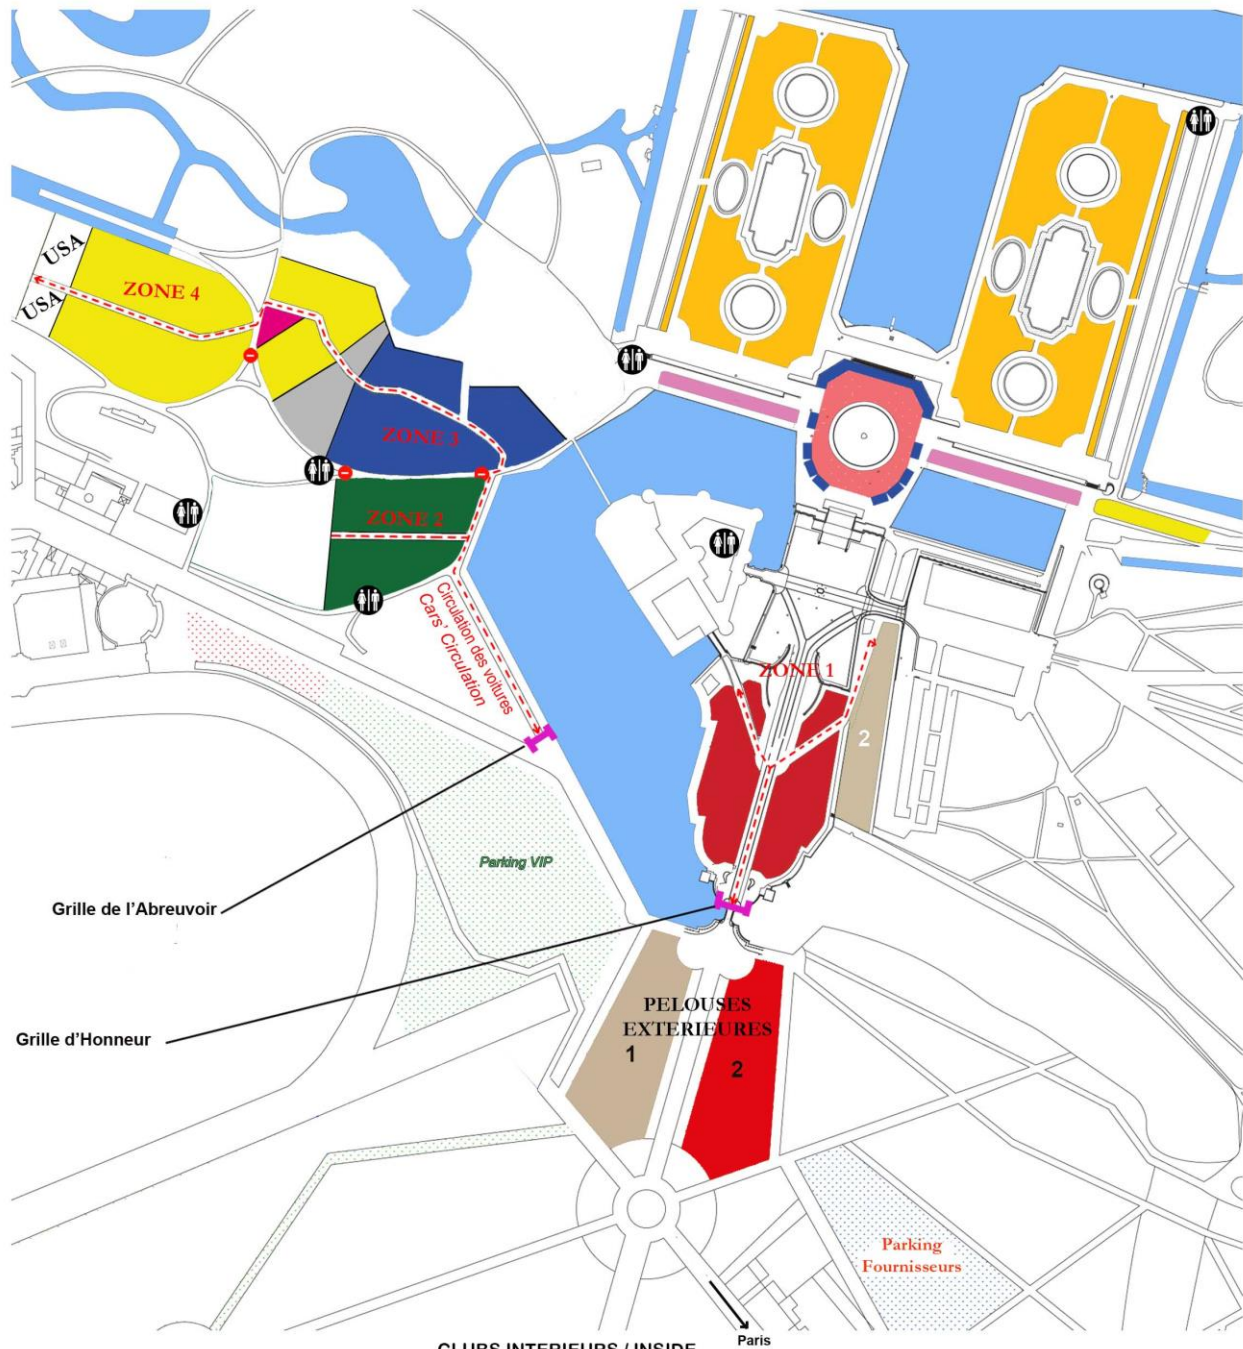 USA
USA
ZONE 4
ZONE 3
ZONE 2
Circulation des voitures
Cars' Circulation
ZONE 1
2
Parking VIP
Grille de l'Abreuvoir
Grille d'Honneur
PELOUSES
EXTERIEURES
1
2
Parking
Fournisseurs
Paris
CLUBS INTERIEURS / INSIDE